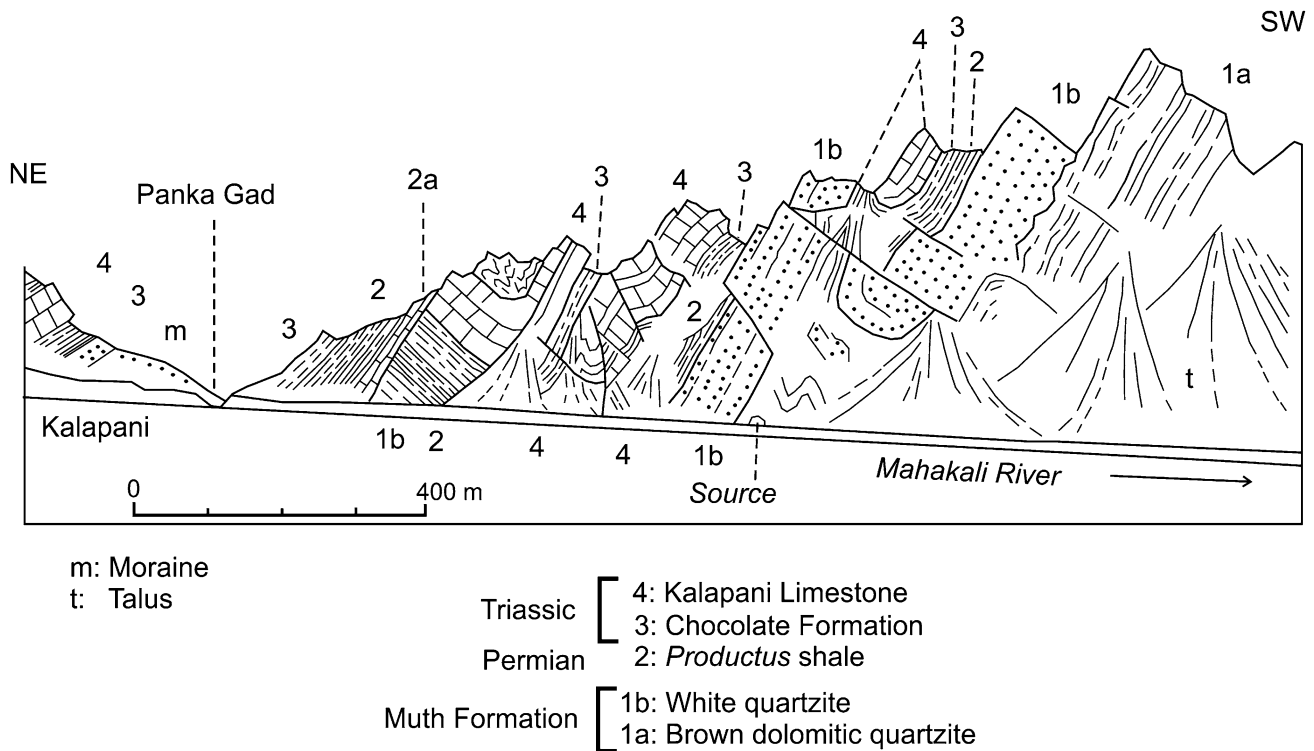 SW
NE
4
3
2
1b
1a
1b
Panka Gad
2a
3
4
4
3
4
3
m
3
2
2
t
Kalapani
1b 2
4
4
1b
Source
Mahakali River
0
400 m
m: Moraine
t: Talus
Triassic
4: Kalapani Limestone
3: Chocolate Formation
Permian
2: Productus shale
Muth Formation
1b: White quartzite
1a: Brown dolomitic quartzite